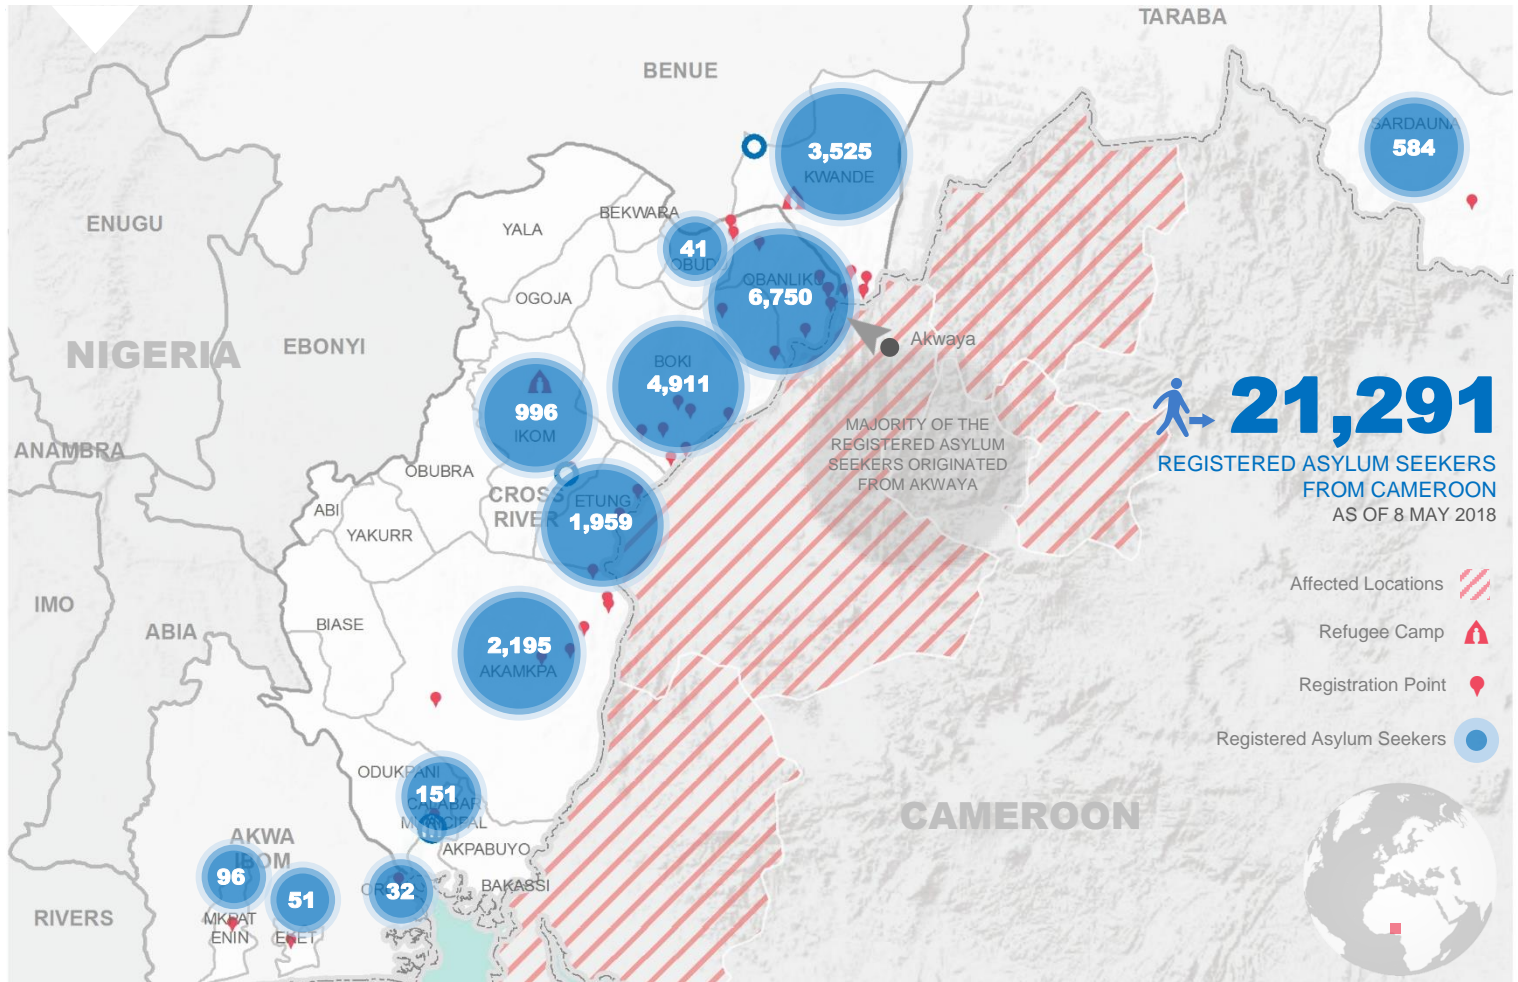 TARABA
BENUE
SARDAUNA
584
3,525
KWANDE
ENUGU
BEKWARA
YALA
41
OBUD
OBANLIKU
6,750
OGOJA
NIGERIA
EBONYI
Akwaya
BOKI
4,911
996
IKOM
21,291
REGISTERED ASYLUM SEEKERS
FROM CAMEROON
AS OF 8 MAY 2018
MAJORITY OF THE
REGISTERED ASYLUM
SEEKERS ORIGINATED
FROM AKWAYA
ANAMBRA
OBUBRA
CROSS
RIVER
ETUNG
1,959
ABI
YAKURR
Affected Locations
Refugee Camp
Registration Point
Registered Asylum Seekers
IMO
ABIA
BIASE
2,195
AKAMKPA
ODUKPANI
151
CALABAR
MUNICIPAL
AKPABUYO
BAKASSI
CAMEROON
AKWA
IBOM
96
51
32
MKPAT
ENIN
EKET
RIVERS